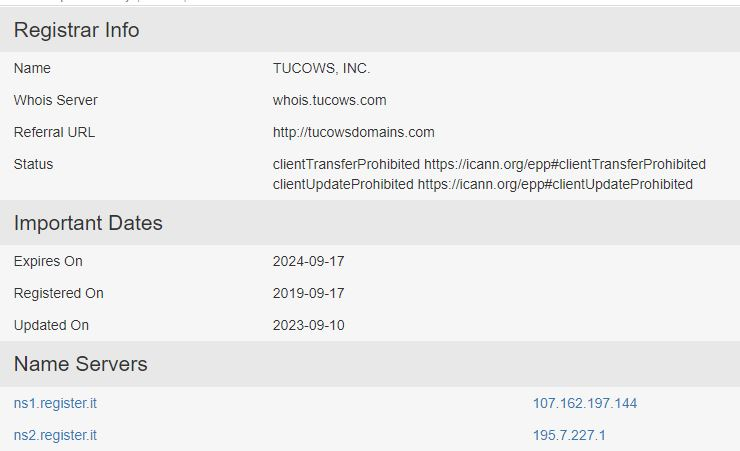 Registrar Info
Name TUCOWS, INC.
Whois Server whois.tucows.com
Referral URL http://tucowsdomains.com
Status clientTransferProhibited https://icann.org/epp#clientTransferProhibited
clientUpdateProhibited https://icann.org/epp#clientUpdateProhibited
Important Dates
Expires On 2024-09-17
Registered On 2019-09-17
Updated On 2023-09-10
Name Servers
ns1.register.it 107.162.197.144
ns2.register.it 195.7.227.1